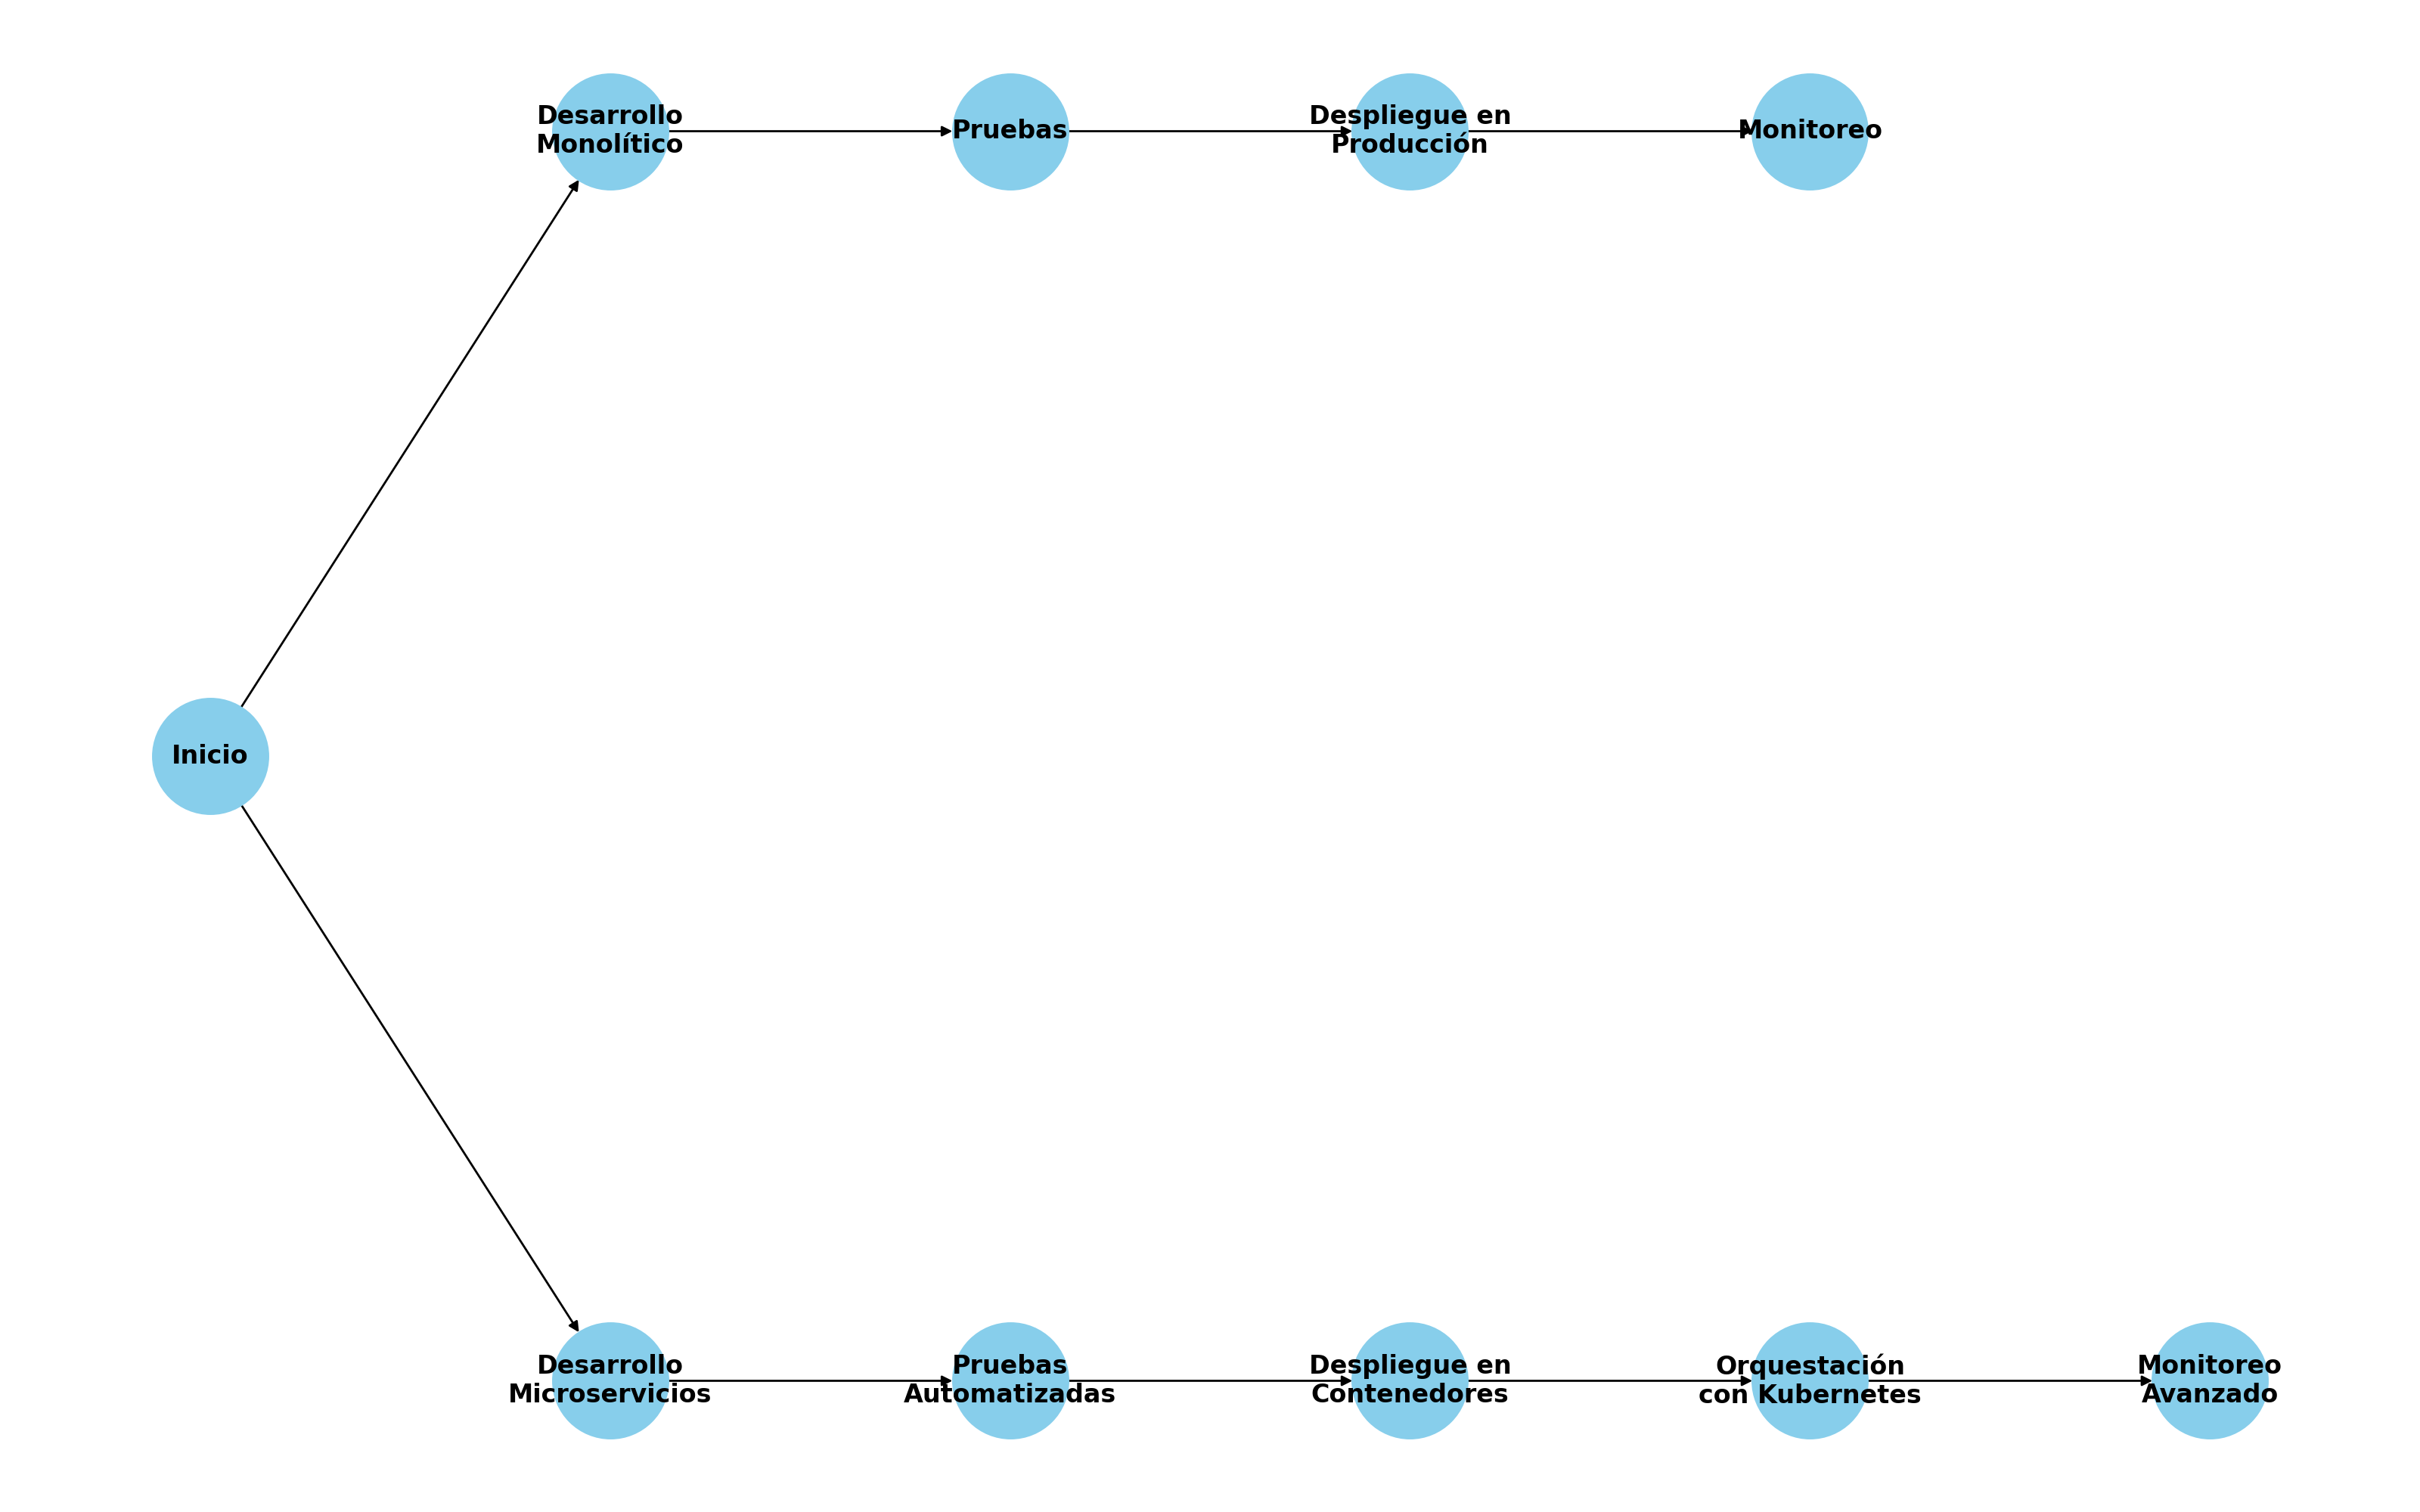 Desarrollo
Monolítico
Pruebas
Despliegue en
Producción
Monitoreo
Inicio
Desarrollo
Microservicios
Pruebas
Automatizadas
Despliegue en
Contenedores
Orquestación
con Kubernetes
Monitoreo
Avanzado